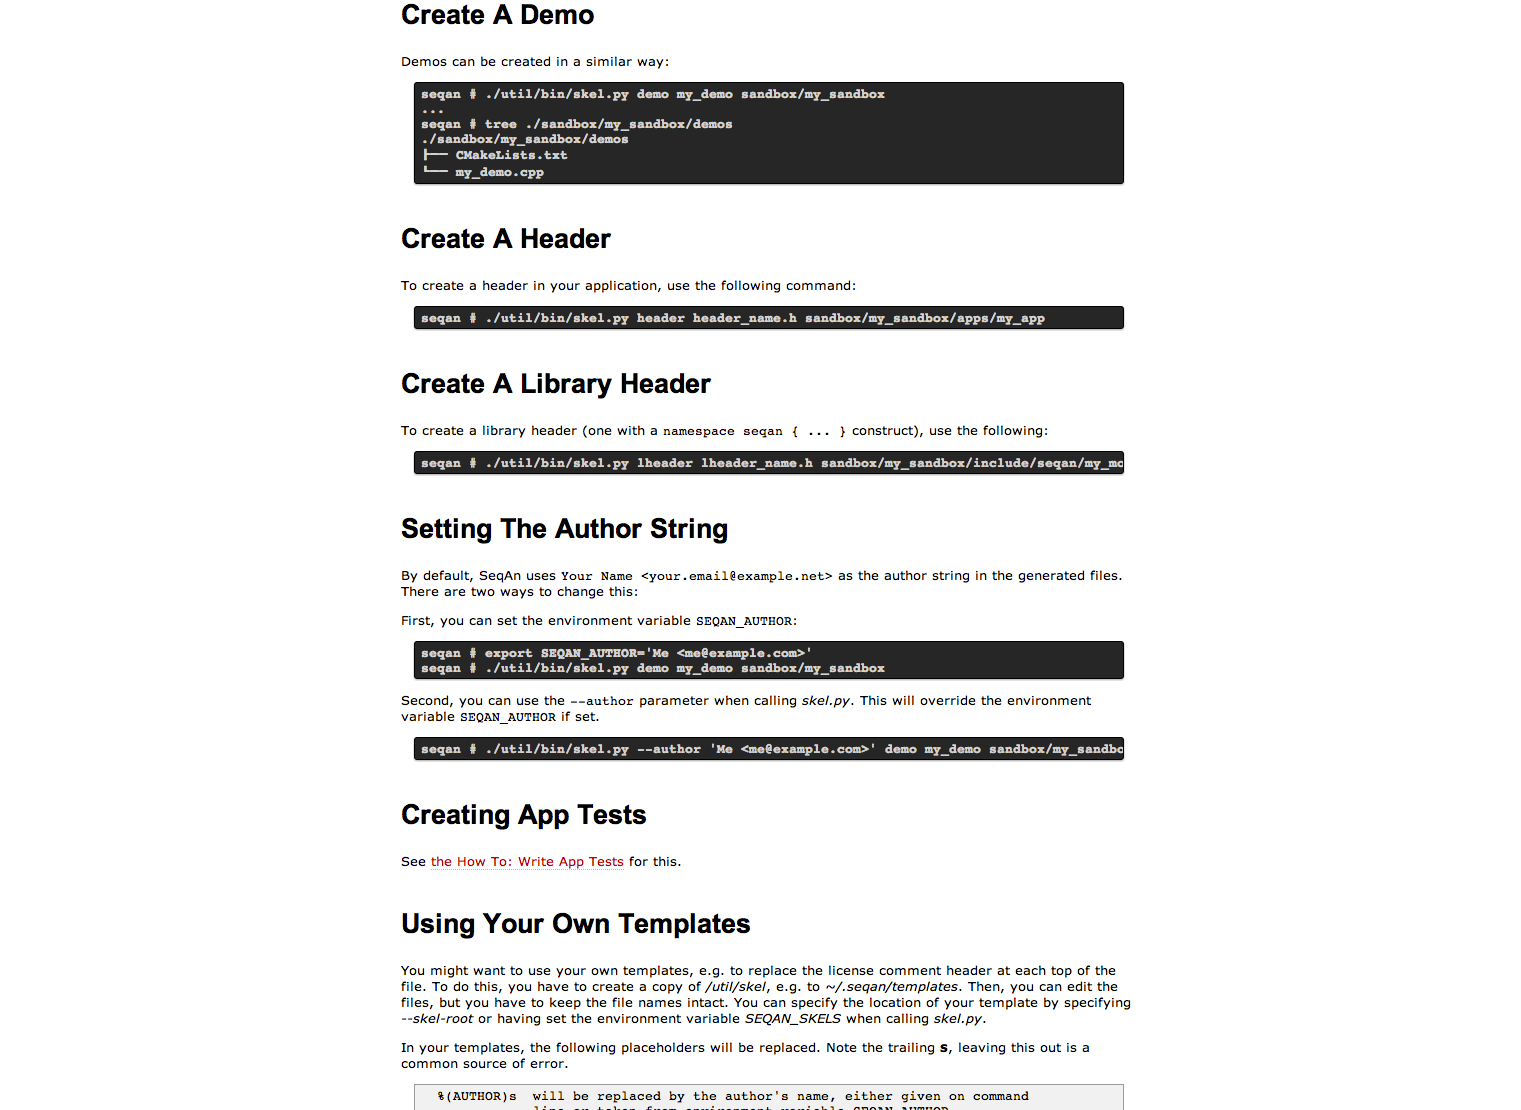 Create A Demo
Demos can be created in a similar way:
seqan # ./util/bin/skel.py demo my_demo sandbox/my_sandbox
...
seqan # tree ./sandbox/my_sandbox/demos
./sandbox/my_sandbox/demos
├── CMakeLists.txt
└── my_demo.cpp
Create A Header
To create a header in your application, use the following command:
seqan # ./util/bin/skel.py header header_name.h sandbox/my_sandbox/apps/my_app
Create A Library Header
To create a library header (one with a namespace seqan { ... } construct), use the following:
seqan # ./util/bin/skel.py lheader lheader_name.h sandbox/my_sandbox/include/seqan/my_mo
Setting The Author String
By default, SeqAn uses Your Name <your.email@example.net> as the author string in the generated files.
There are two ways to change this:
First, you can set the environment variable SEQAN_AUTHOR:
seqan # export SEQAN_AUTHOR='Me <me@example.com>'
seqan # ./util/bin/skel.py demo my_demo sandbox/my_sandbox
Second, you can use the --author parameter when calling skel.py. This will override the environment
variable SEQAN_AUTHOR if set.
seqan # ./util/bin/skel.py --author 'Me <me@example.com>' demo my_demo sandbox/my_sandbo
Creating App Tests
See the How To: Write App Tests for this.
Using Your Own Templates
You might want to use your own templates, e.g. to replace the license comment header at each top of the
file. To do this, you have to create a copy of /util/skel, e.g. to ~/.seqan/templates. Then, you can edit the
files, but you have to keep the file names intact. You can specify the location of your template by specifying
--skel-root or having set the environment variable SEQAN_SKELS when calling skel.py.
In your templates, the following placeholders will be replaced. Note the trailing s, leaving this out is a
common source of error.
%(AUTHOR)s will be replaced by the author's name, either given on command
line or taken from environment variable SEQAN_AUTHOR.